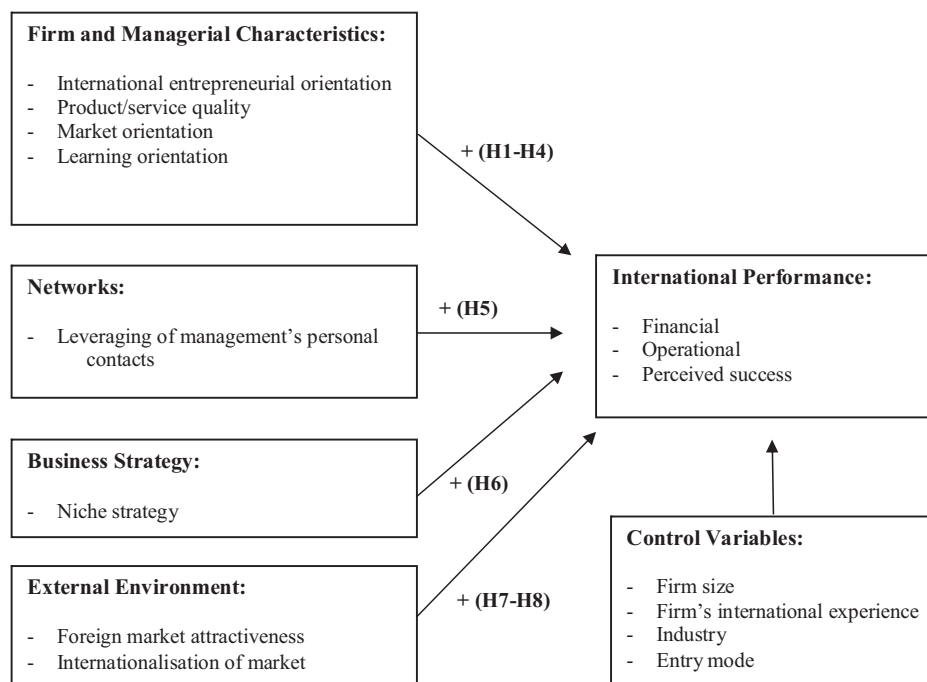 Firm and Managerial Characteristics:
- International entrepreneurial orientation
- Product/service quality
- Market orientation
- Learning orientation
+ (H1-H4)
Networks:
- Leveraging of management's personal
contacts
+ (H5)
International Performance:
- Financial
- Operational
- Perceived success
Business Strategy:
- Niche strategy
+ (H6)
External Environment:
- Foreign market attractiveness
- Internationalisation of market
+ (H7-H8)
Control Variables:
- Firm size
- Firm's international experience
- Industry
- Entry mode